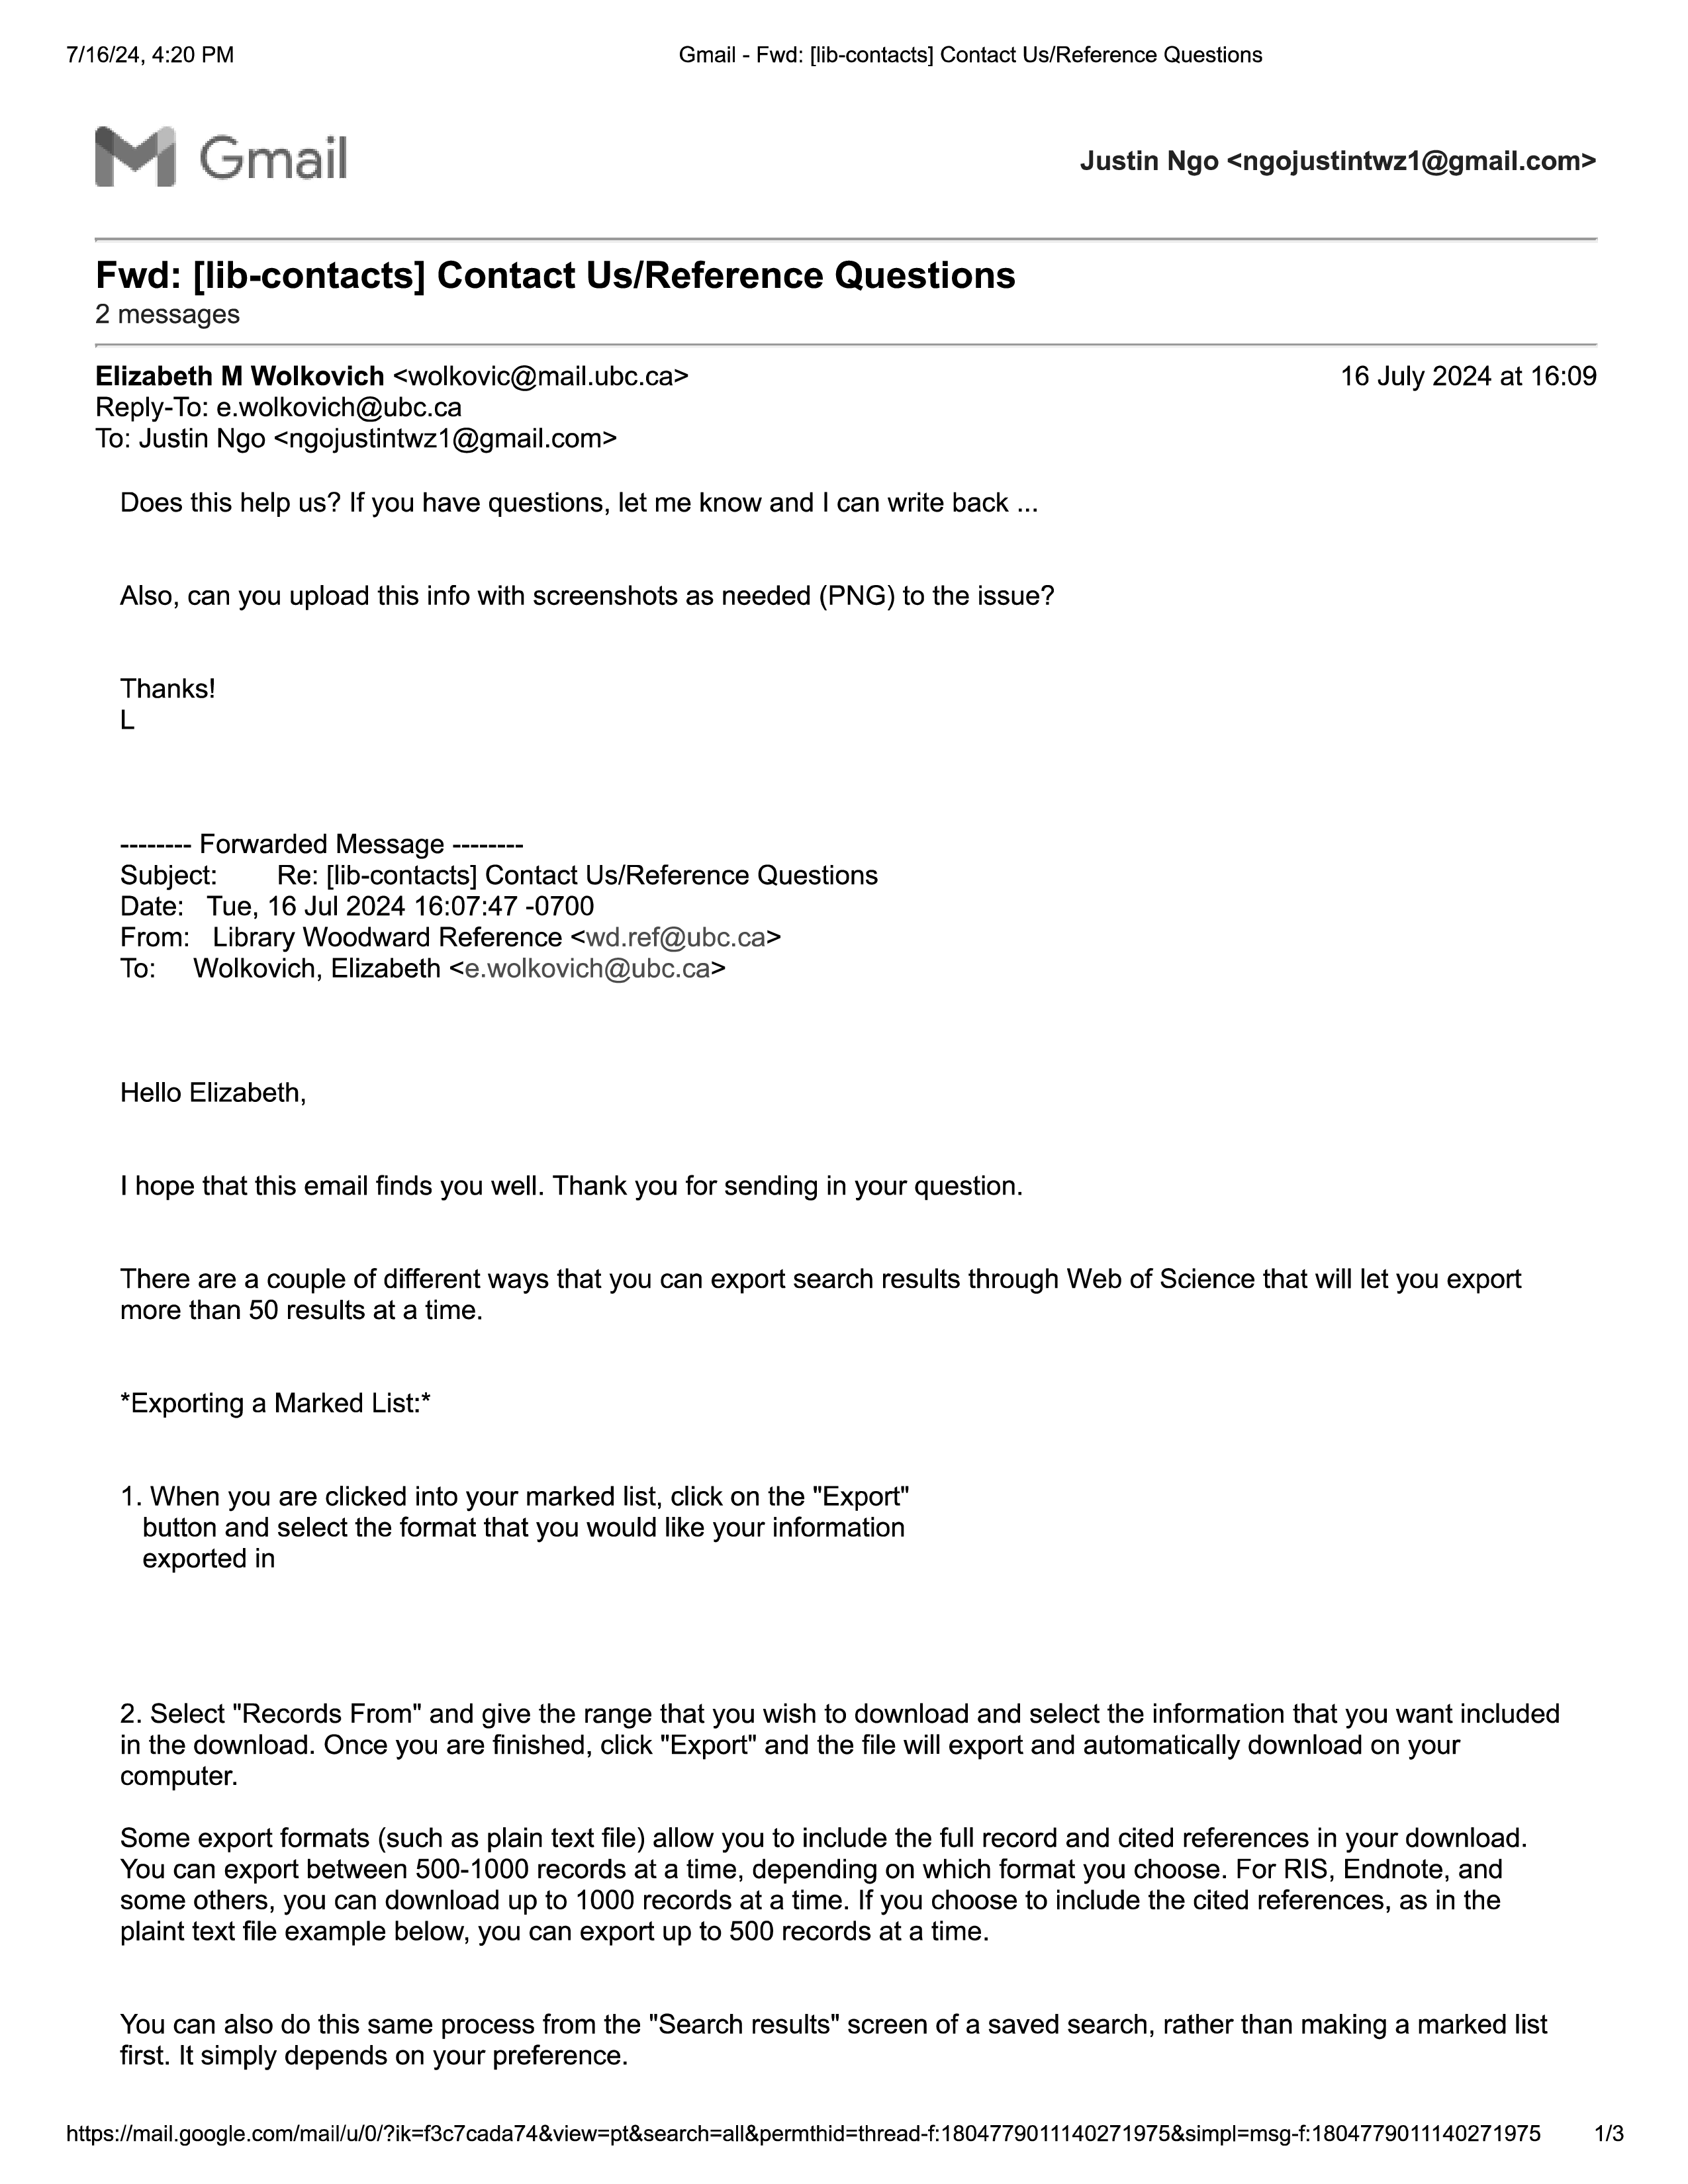 7/16/24, 4:20 PM
Gmail - Fwd: [lib-contacts] Contact Us/Reference Questions
Gmail
Justin Ngo <ngojustintwz1@gmail.com>
Fwd: [lib-contacts] Contact Us/Reference Questions
2 messages
Elizabeth M Wolkovich <wolkovic@mail.ubc.ca>
16 July 2024 at 16:09
Reply-To: e.wolkovich@ubc.ca
To: Justin Ngo <ngojustintwz1@gmail.com>
Does this help us? If you have questions, let me know and I can write back ...
Also, can you upload this info with screenshots as needed (PNG) to the issue?
Thanks!
L
-------- Forwarded Message --------
Subject: Re: [lib-contacts] Contact Us/Reference Questions
Date: Tue, 16 Jul 2024 16:07:47 -0700
From: Library Woodward Reference <wd.ref@ubc.ca>
To: Wolkovich, Elizabeth <e.wolkovich@ubc.ca>
Hello Elizabeth,
I hope that this email finds you well. Thank you for sending in your question.
There are a couple of different ways that you can export search results through Web of Science that will let you export
more than 50 results at a time.
*Exporting a Marked List:*
1. When you are clicked into your marked list, click on the "Export"
button and select the format that you would like your information
exported in
2. Select "Records From" and give the range that you wish to download and select the information that you want included
in the download. Once you are finished, click "Export" and the file will export and automatically download on your
computer.
Some export formats (such as plain text file) allow you to include the full record and cited references in your download.
You can export between 500-1000 records at a time, depending on which format you choose. For RIS, Endnote, and
some others, you can download up to 1000 records at a time. If you choose to include the cited references, as in the
plaint text file example below, you can export up to 500 records at a time.
You can also do this same process from the "Search results" screen of a saved search, rather than making a marked list
first. It simply depends on your preference.
https://mail.google.com/mail/u/0/?ik=f3c7cada74&view=pt&search=all&permthid=thread-f:1804779011140271975&simpl=msg-f:1804779011140271975
1/3